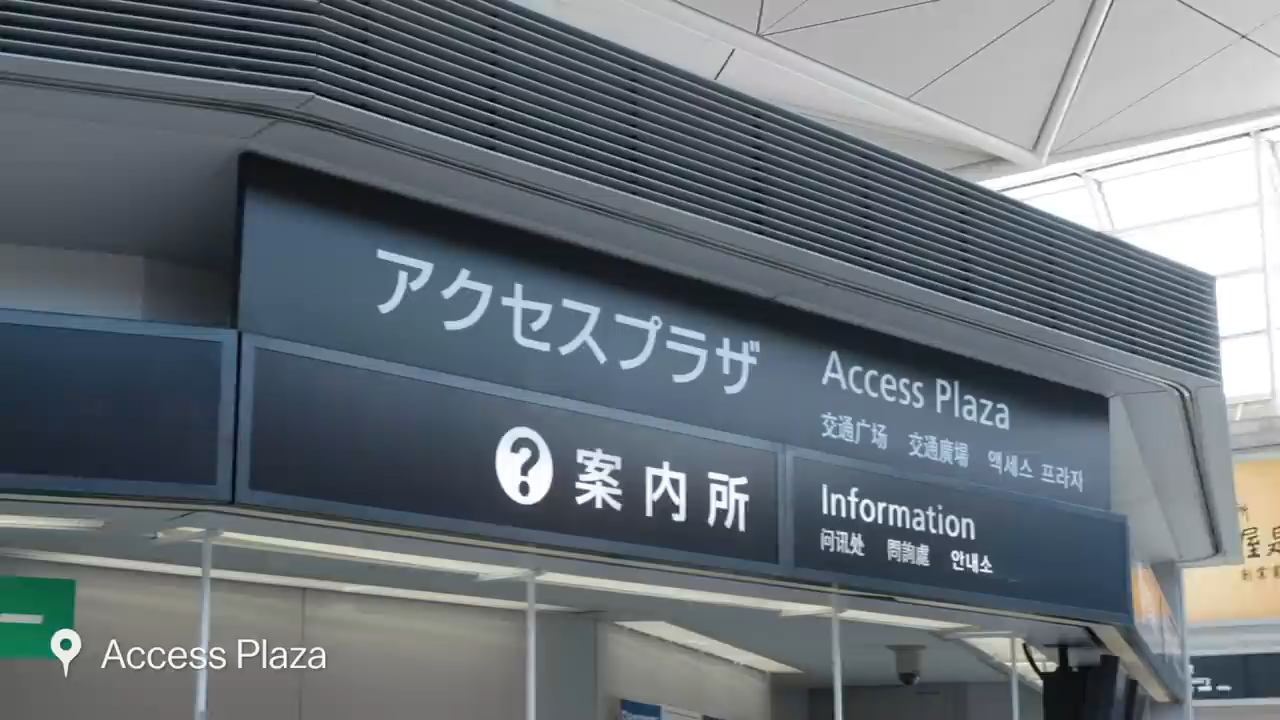 アクセスプラザ
Access Plaza
交通广场 交通廣場 액세스 프라자
案内所
Information
问讯处 問詢處 안내소
Access Plaza